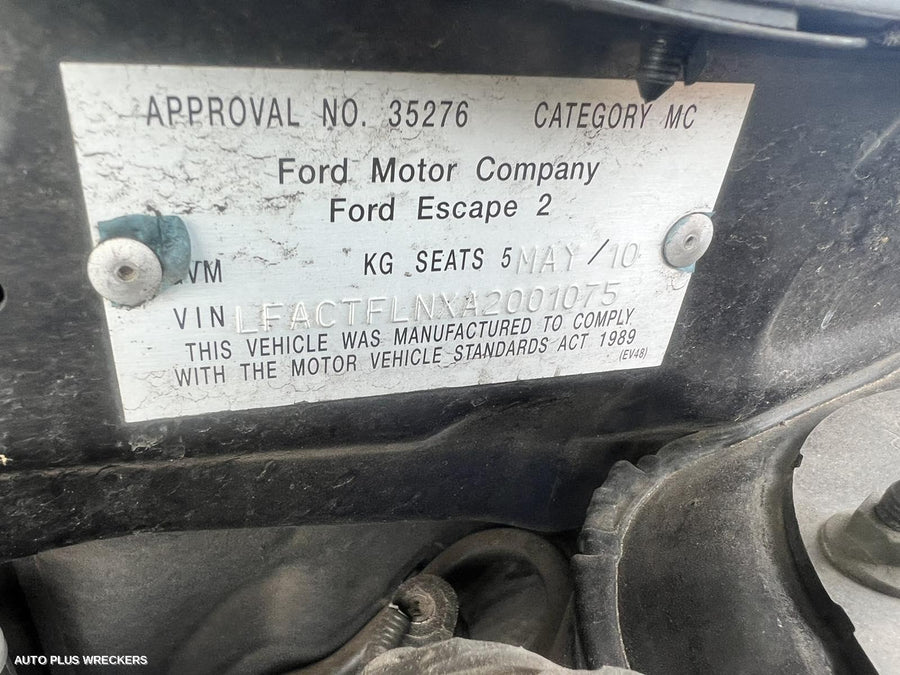 APPROVAL NO. 35276 CATEGORY MC
Ford Motor Company
Ford Escape 2
VM KG SEATS 5 MAY/10
VIN LFACTFLNXA2001075
THIS VEHICLE WAS MANUFACTURED TO COMPLY
WITH THE MOTOR VEHICLE STANDARDS ACT 1989
(EV48)
AUTO PLUS WRECKERS